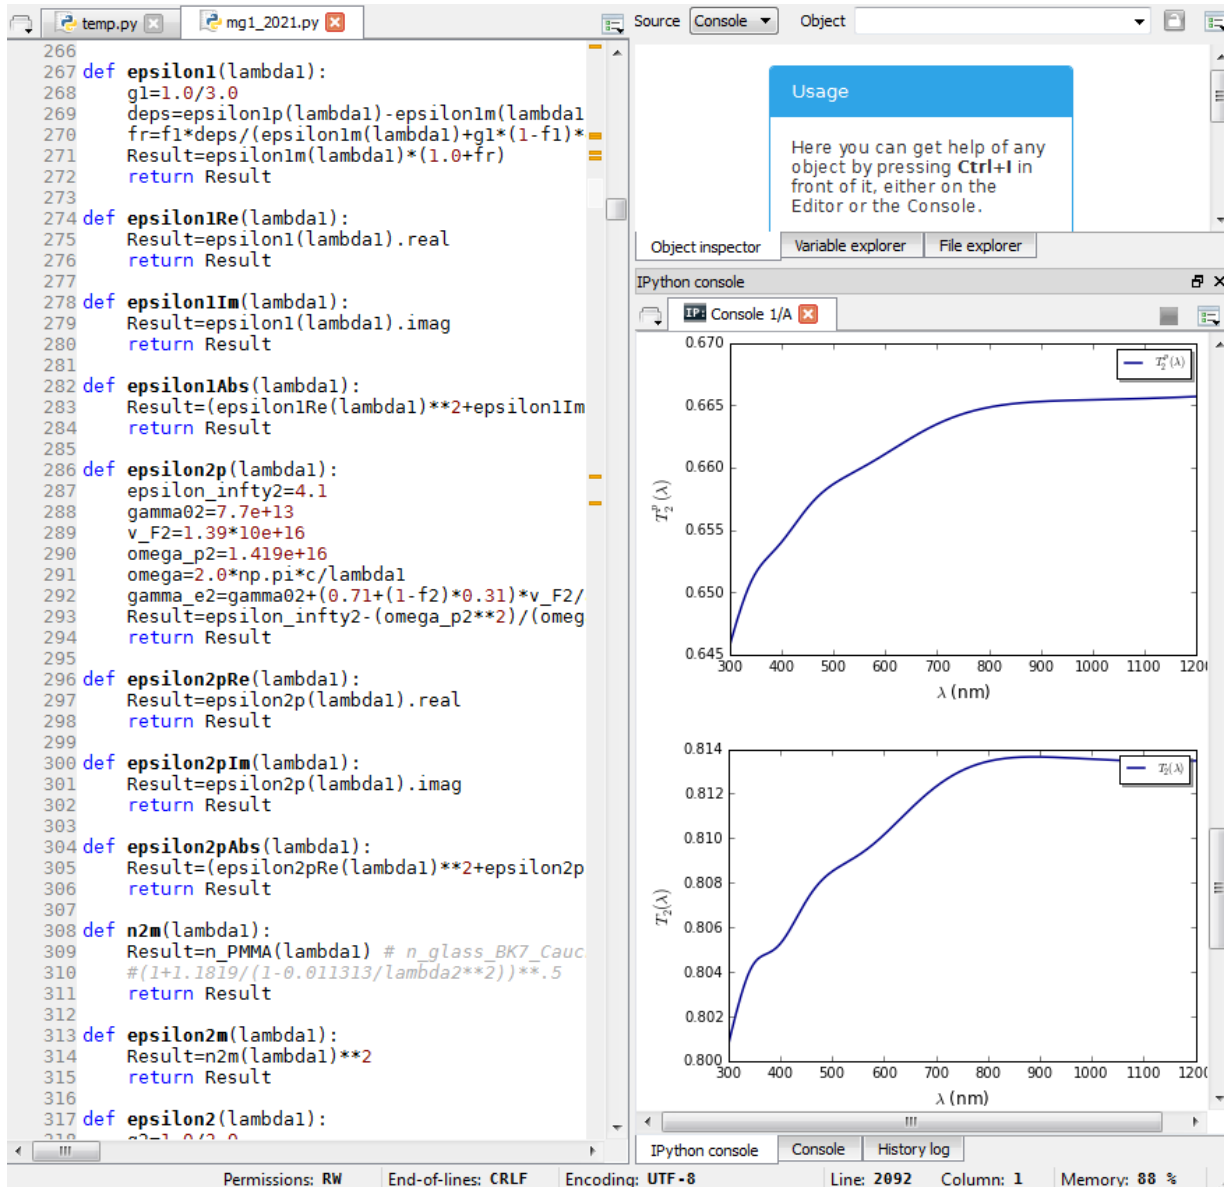 temp.py
mg1_2021.py
266
267 def epsilon1(lambda1):
268     g1=1.0/3.0
269     deps=epsilon1p(lambda1)-epsilon1m(lambda1
270     fr=f1*deps/(epsilon1m(lambda1)+g1*(1-f1)*
271     Result=epsilon1m(lambda1)*(1.0+fr)
272     return Result
273
274 def epsilon1Re(lambda1):
275     Result=epsilon1(lambda1).real
276     return Result
277
278 def epsilon1Im(lambda1):
279     Result=epsilon1(lambda1).imag
280     return Result
281
282 def epsilon1Abs(lambda1):
283     Result=(epsilon1Re(lambda1)**2+epsilon1Im
284     return Result
285
286 def epsilon2p(lambda1):
287     epsilon_infty2=4.1
288     gamma02=7.7e+13
289     v_F2=1.39*10e+16
290     omega_p2=1.419e+16
291     omega=2.0*np.pi*c/lambda1
292     gamma_e2=gamma02+(0.71+(1-f2)*0.31)*v_F2/
293     Result=epsilon_infty2-(omega_p2**2)/(omeg
294     return Result
295
296 def epsilon2pRe(lambda1):
297     Result=epsilon2p(lambda1).real
298     return Result
299
300 def epsilon2pIm(lambda1):
301     Result=epsilon2p(lambda1).imag
302     return Result
303
304 def epsilon2pAbs(lambda1):
305     Result=(epsilon2pRe(lambda1)**2+epsilon2p
306     return Result
307
308 def n2m(lambda1):
309     Result=n_PMMA(lambda1) # n_glass_BK7_Cauc
310     #(1+1.1819/(1-0.011313/lambda2**2))**.5
311     return Result
312
313 def epsilon2m(lambda1):
314     Result=n2m(lambda1)**2
315     return Result
316
317 def epsilon2(lambda1):
318     g2=1.0/3.0
Source Console Object
Usage
Here you can get help of any
object by pressing Ctrl+I in
front of it, either on the
Editor or the Console.
Object inspector Variable explorer File explorer
IPython console
IP: Console 1/A
0.670
0.665
0.660
0.655
0.650
0.645
T₂ᵖ(λ)
T₂ᵖ(λ)
300 400 500 600 700 800 900 1000 1100 1200
λ (nm)
0.814
0.812
0.810
0.808
0.806
0.804
0.802
0.800
T₂(λ)
T₂(λ)
300 400 500 600 700 800 900 1000 1100 1200
λ (nm)
IPython console Console History log
Permissions: RW End-of-lines: CRLF Encoding: UTF-8 Line: 2092 Column: 1 Memory: 88 %